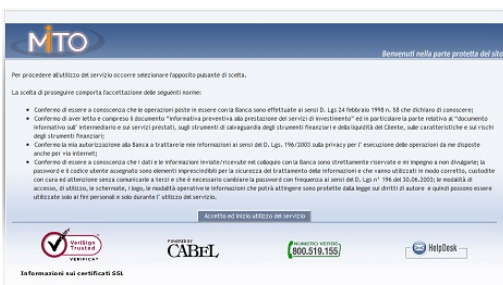 MITO
Benvenuti nella parte protetta del sito
Per procedere all'utilizzo del servizio occorre selezionare l'apposito pulsante di scelta.
La scelta di proseguire comporta l'accettazione delle seguenti norme:
Confermo di essere a conoscenza che le operazioni poste in essere con la Banca sono effettuate ai sensi D. Lgs 24 febbraio 1998 n. 58 che dichiaro di conoscere;
Confermo di aver letto e compreso il documento "informativa preventiva alla prestazione dei servizi di investimento" ed in particolare la parte relativa al "documento
informativo sull' intermediario e sui servizi prestati, sugli strumenti di salvaguardia degli strumenti finanziari e della liquidità del Cliente, sulle caratteristiche e sui rischi
degli strumenti finanziari;
Confermo la mia autorizzazione alla Banca a trattare le mie informazioni ai sensi del D. Lgs. 196/2003 sulla privacy per l' esecuzione delle operazioni da me disposte
anche per via internet;
Confermo di essere a conoscenza che i dati e le informazioni inviate/ricevute nel colloquio con la Banca sono strettamente riservate e mi impegno a non divulgarle; la
password e il codice utente assegnato sono elementi imprescindibili per la sicurezza del trattamento delle informazioni e che vanno utilizzati in modo corretto, custodite
con cura ed attenzione senza comunicarle a terzi e che è necessario cambiare la password con frequenza ai sensi del D. Lgs n° 196 del 30.06.2003; le modalità di
accesso, di utilizzo, le schermate, i logo, le modalità operative le informazioni che potrà attingere sono protette dalla legge sui diritti di autore e quindi possono essere
utilizzate solo ai fini personali e solo durante l' utilizzo del servizio.
Accetto ed inizio utilizzo del servizio
VeriSign
Trusted
VERIFICA
POWERED BY
CABEL
NUMERO VERDE
800.519.155
HelpDesk
Informazioni sui certificati SSL